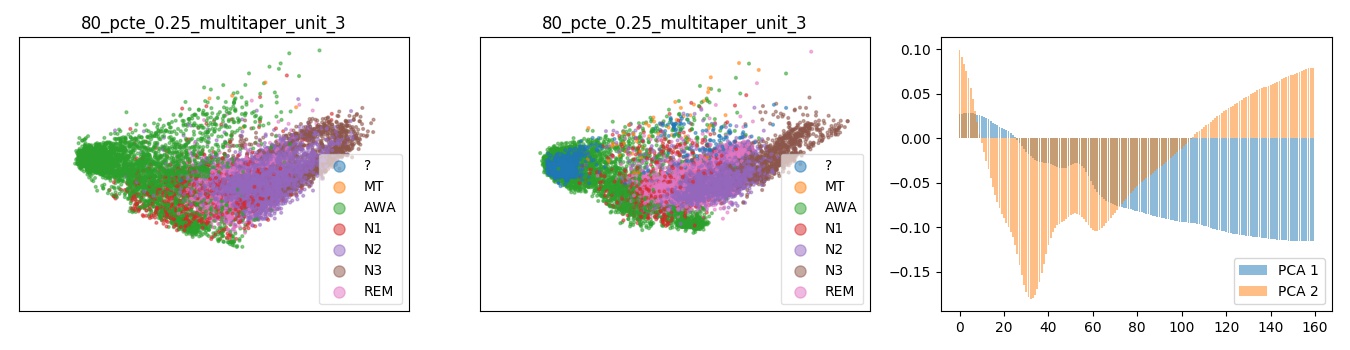 80_pcte_0.25_multitaper_unit_3
?
MT
AWA
N1
N2
N3
REM
80_pcte_0.25_multitaper_unit_3
?
MT
AWA
N1
N2
N3
REM
0.10
0.05
0.00
−0.05
−0.10
−0.15
0 20 40 60 80 100 120 140 160
PCA 1
PCA 2